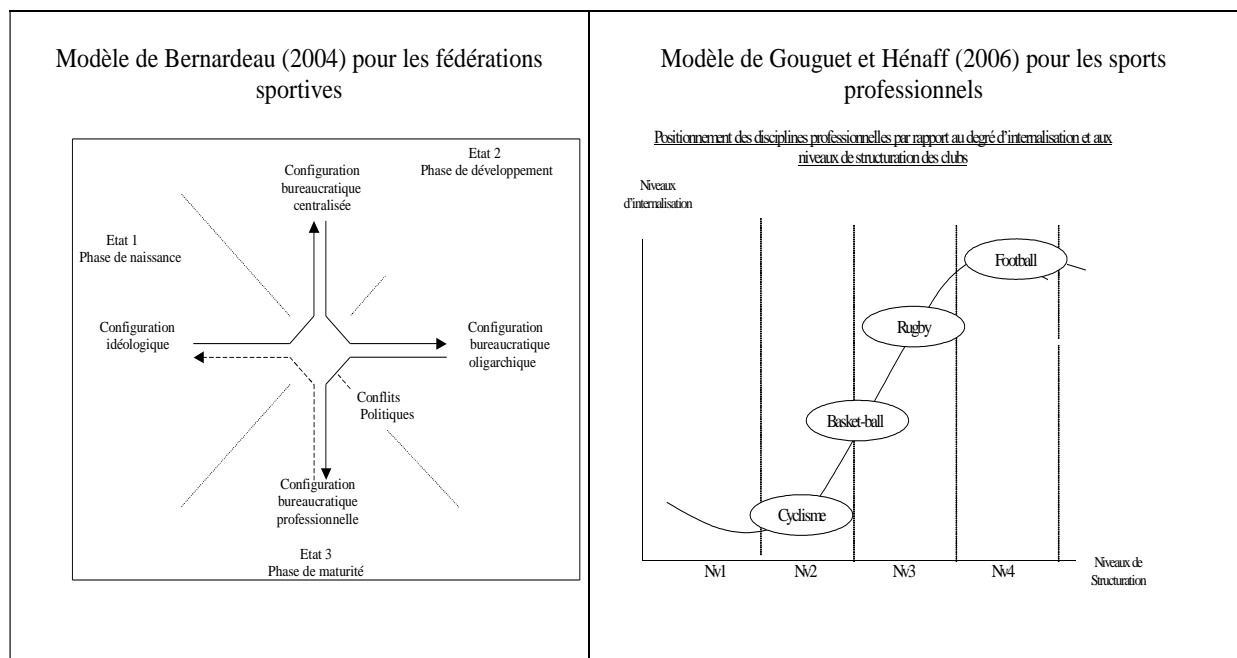 Modèle de Bernardeau (2004) pour les fédérations
sportives
Etat 2
Phase de développement
Configuration
bureaucratique
centralisée
Etat 1
Phase de naissance
Configuration
idéologique
Configuration
bureaucratique
oligarchique
Conflits
Politiques
Configuration
bureaucratique
professionnelle
Etat 3
Phase de maturité
Modèle de Gouguet et Hénaff (2006) pour les sports
professionnels
Positionnement des disciplines professionnelles par rapport au degré d'internalisation et aux
niveaux de structuration des clubs
Niveaux
d'internalisation
Football
Rugby
Basket-ball
Cyclisme
Nv1
Nv2
Nv3
Nv4
Niveaux de
Structuration